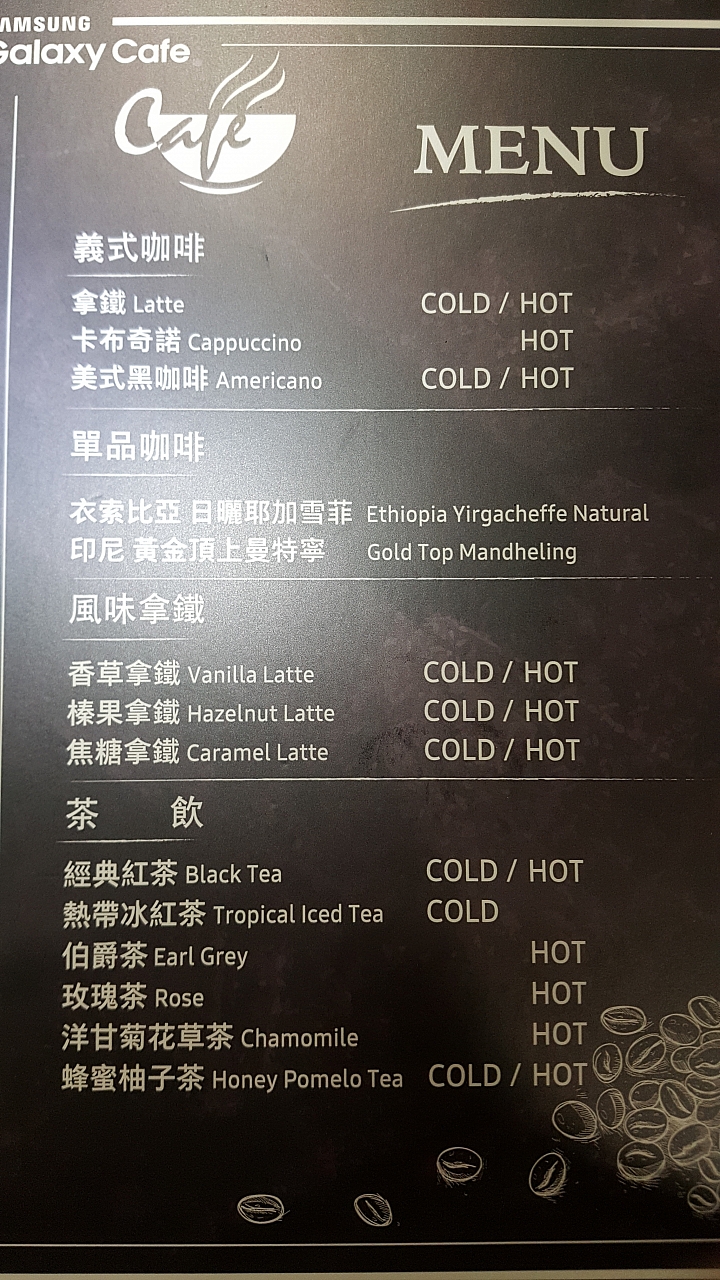 AMSUNG
Galaxy Cafe
Café
MENU
義式咖啡
拿鐵 Latte COLD / HOT
卡布奇諾 Cappuccino HOT
美式黑咖啡 Americano COLD / HOT
單品咖啡
衣索比亞 日曬耶加雪菲 Ethiopia Yirgacheffe Natural
印尼 黃金頂上曼特寧 Gold Top Mandheling
風味拿鐵
香草拿鐵 Vanilla Latte COLD / HOT
榛果拿鐵 Hazelnut Latte COLD / HOT
焦糖拿鐵 Caramel Latte COLD / HOT
茶 飲
經典紅茶 Black Tea COLD / HOT
熱帶冰紅茶 Tropical Iced Tea COLD
伯爵茶 Earl Grey HOT
玫瑰茶 Rose HOT
洋甘菊花草茶 Chamomile HOT
蜂蜜柚子茶 Honey Pomelo Tea COLD / HOT